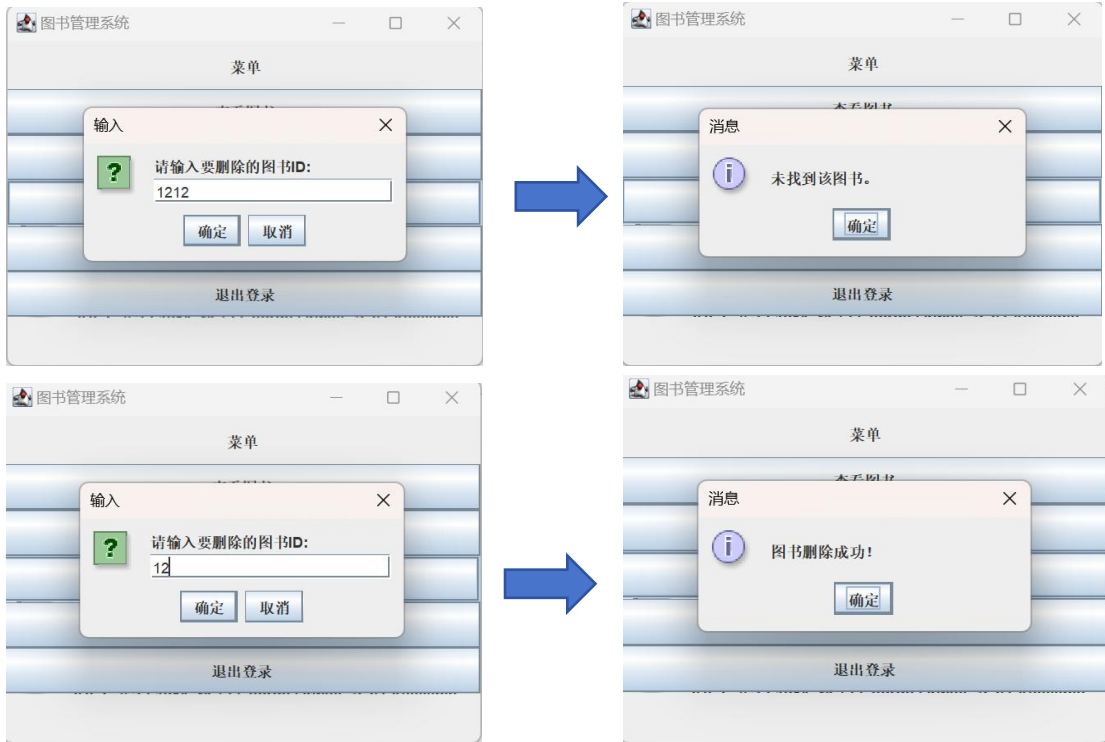 图书管理系统
菜单
输入
请输入要删除的图书ID:
1212
确定 取消
退出登录
图书管理系统
菜单
查看图书
消息
未找到该图书。
确定
退出登录
图书管理系统
菜单
输入
请输入要删除的图书ID:
12
确定 取消
退出登录
图书管理系统
菜单
查看图书
消息
图书删除成功!
确定
退出登录